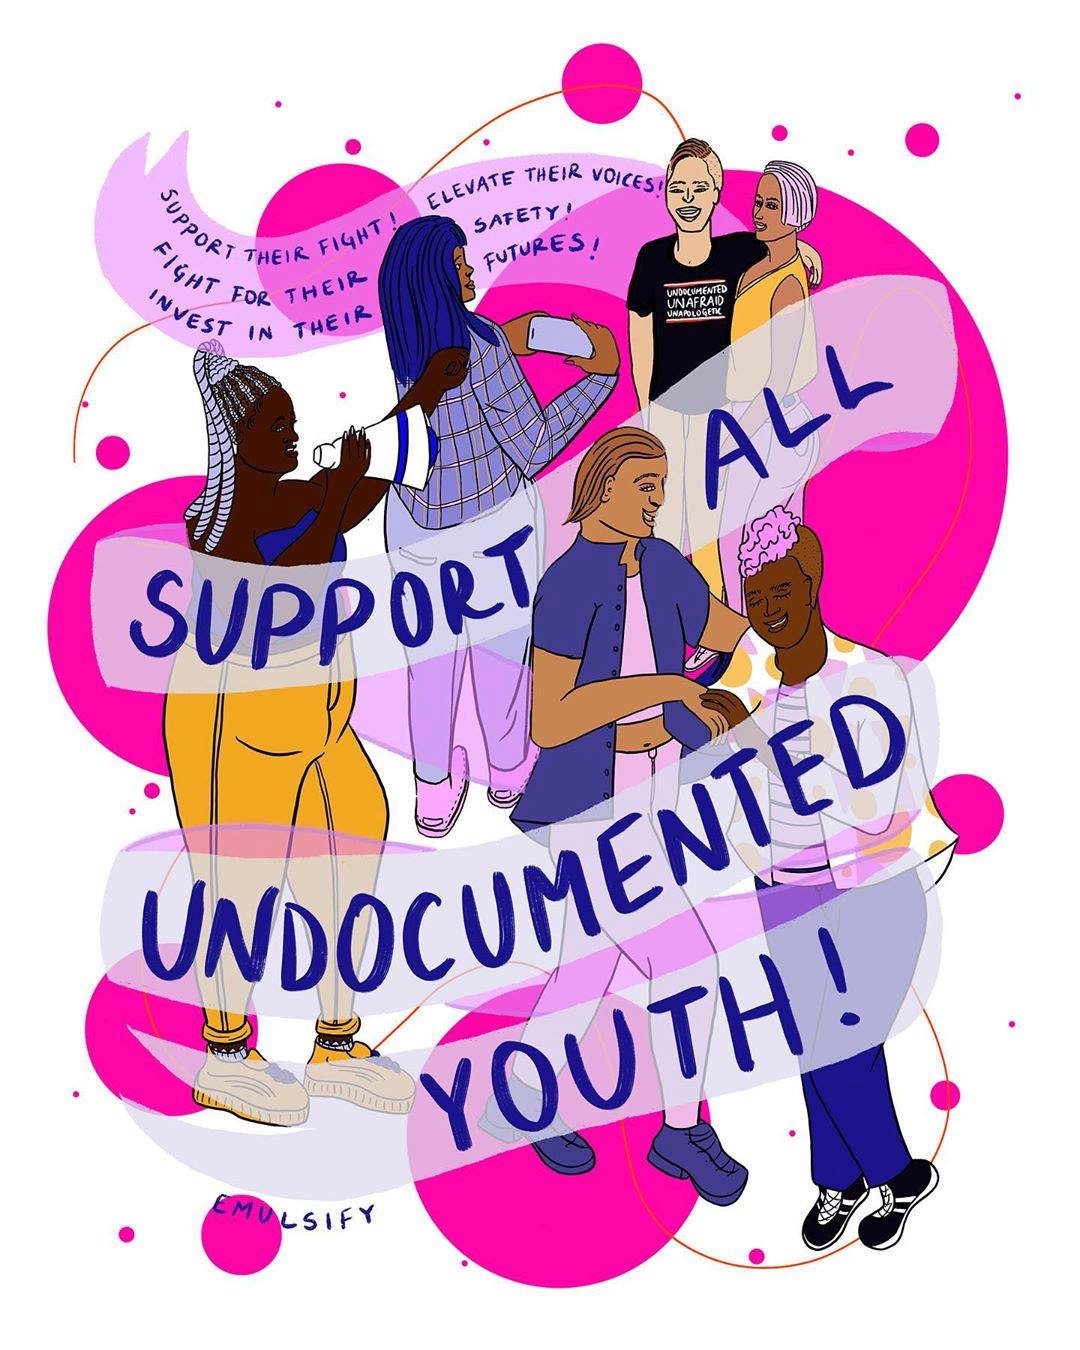 SUPPORT THEIR FIGHT! ELEVATE THEIR VOICES!
FIGHT FOR THEIR SAFETY!
INVEST IN THEIR FUTURES!
UNDOCUMENTED
UNAFRAID
UNAPOLOGETIC
SUPPORT ALL
UNDOCUMENTED
YOUTH!
EMULSIFY